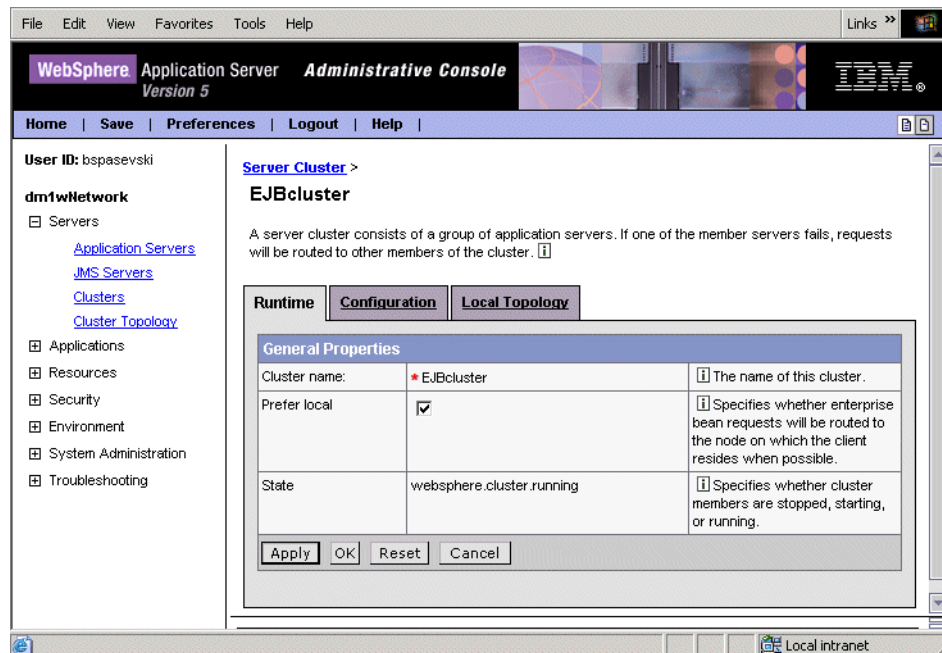 File Edit View Favorites Tools Help Links »
WebSphere Application Server Administrative Console
Version 5
IBM®
Home | Save | Preferences | Logout | Help |
User ID: bspasevski
dm1wNetwork
Servers
Application Servers
JMS Servers
Clusters
Cluster Topology
Applications
Resources
Security
Environment
System Administration
Troubleshooting
Server Cluster >
EJBcluster
A server cluster consists of a group of application servers. If one of the member servers fails, requests
will be routed to other members of the cluster. i
Runtime Configuration Local Topology
General Properties
Cluster name: * EJBcluster i The name of this cluster.
Prefer local i Specifies whether enterprise
bean requests will be routed to
the node on which the client
resides when possible.
State websphere.cluster.running i Specifies whether cluster
members are stopped, starting,
or running.
Apply OK Reset Cancel
Local intranet